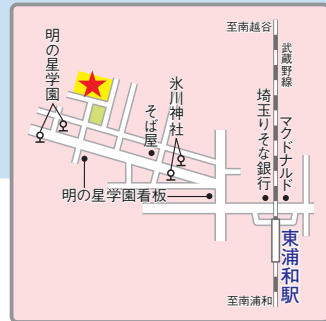 至南越谷
武蔵野線
明の星学園
氷川神社
そば屋
埼玉りそな銀行
マクドナルド
明の星学園看板
東浦和駅
至南浦和